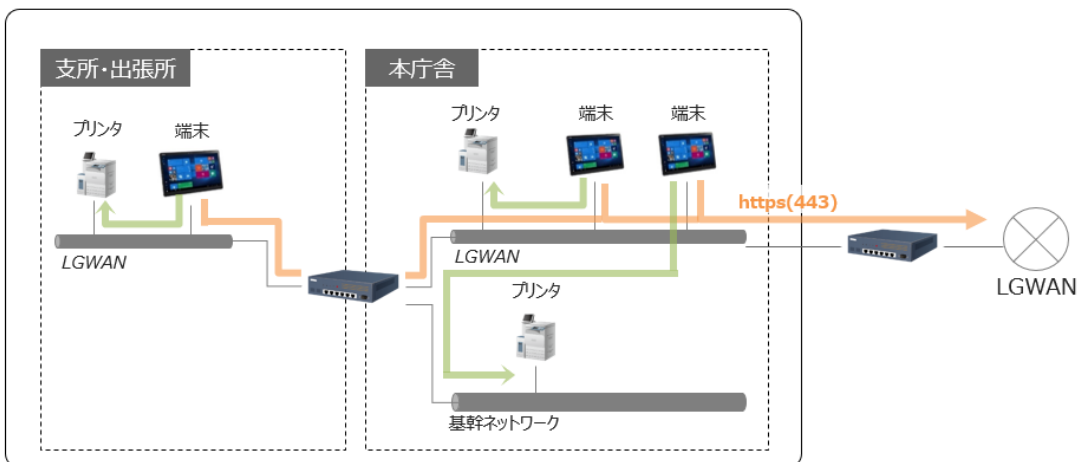 支所・出張所
本庁舎
プリンタ
端末
プリンタ
端末
端末
https(443)
LGWAN
LGWAN
LGWAN
プリンタ
基幹ネットワーク